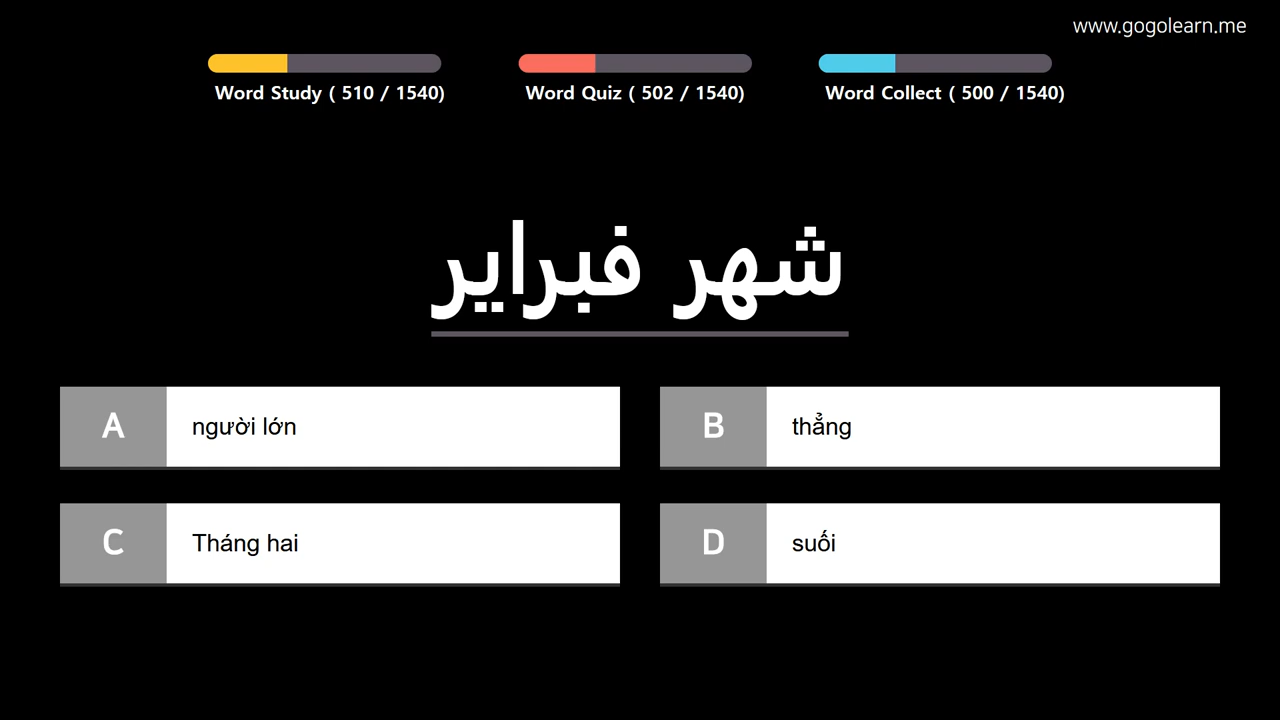 www.gogolearn.me
Word Study ( 510 / 1540)
Word Quiz ( 502 / 1540)
Word Collect ( 500 / 1540)
شهر فبراير
A
người lớn
B
thẳng
C
Tháng hai
D
suối